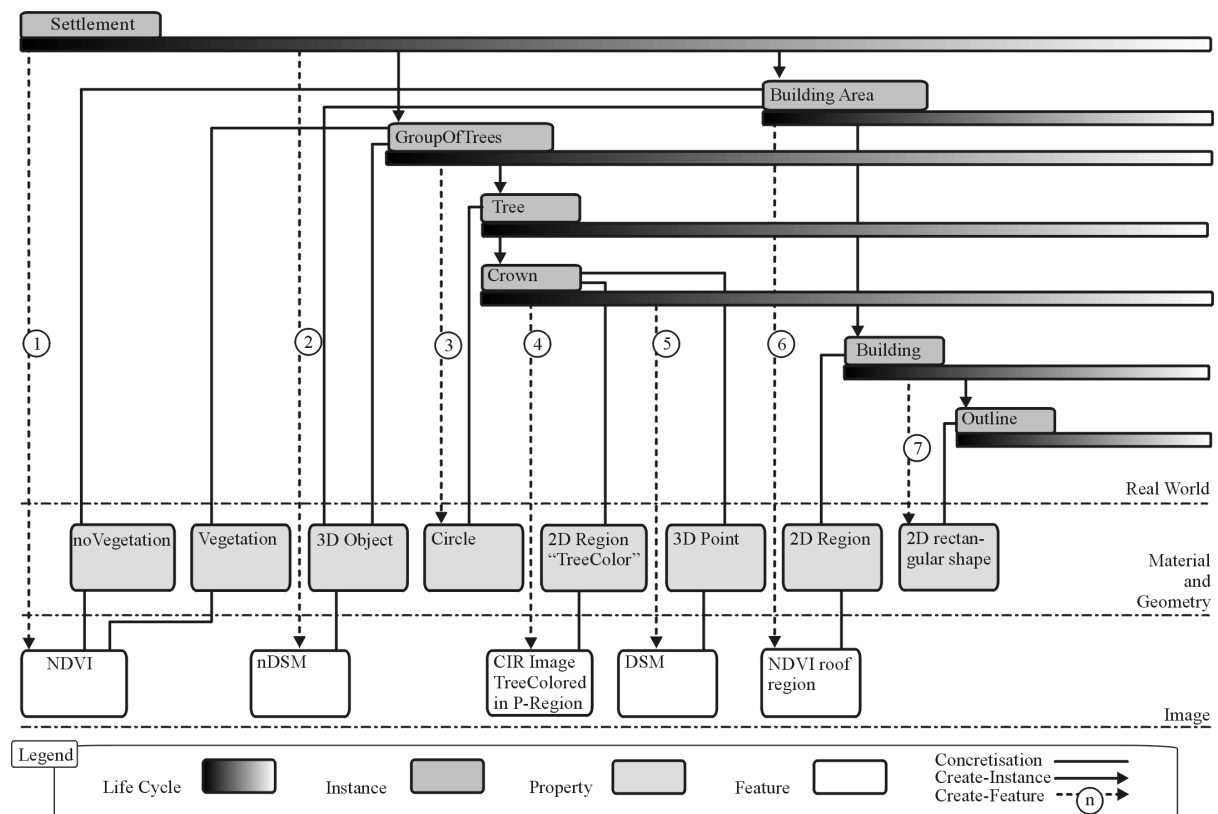 Settlement
Building Area
GroupOfTrees
Tree
Crown
1
2
3
4
5
6
Building
Outline
7
Real World
noVegetation
Vegetation
3D Object
Circle
2D Region
“TreeColor”
3D Point
2D Region
2D rectan-
gular shape
Material
and
Geometry
NDVI
nDSM
CIR Image
TreeColored
in P-Region
DSM
NDVI roof
region
Image
Legend
Life Cycle
Instance
Property
Feature
Concretisation
Create-Instance
Create-Feature
n